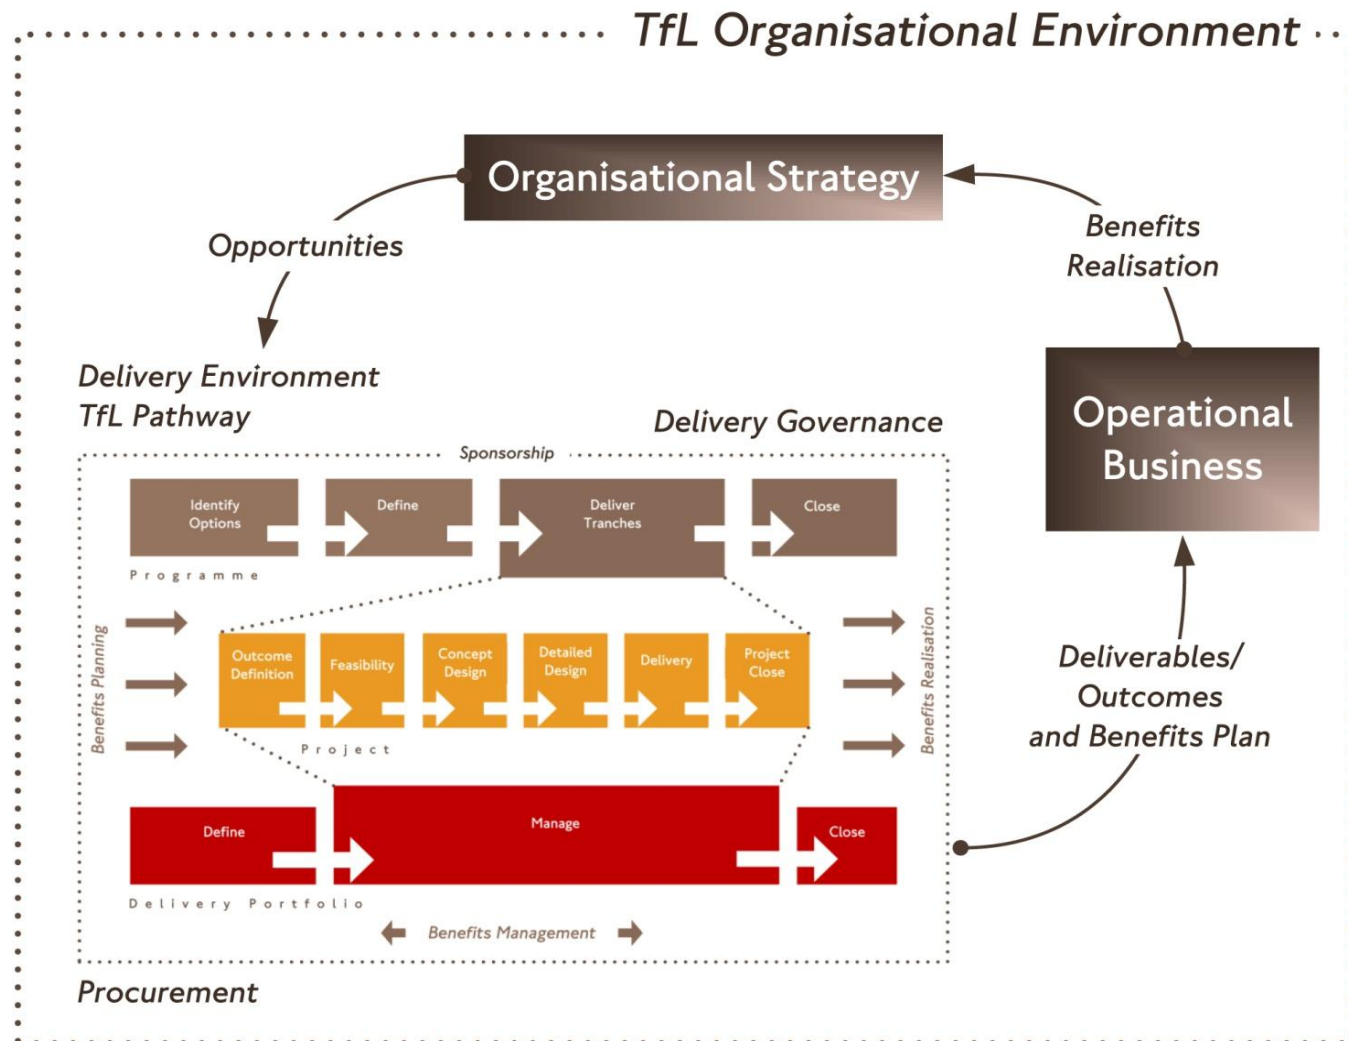 TfL Organisational Environment
Organisational Strategy
Opportunities
Benefits
Realisation
Delivery Environment
TfL Pathway
Delivery Governance
Operational
Business
Sponsorship
Identify
Options
Define
Deliver
Tranches
Close
Programme
Benefits Planning
Outcome
Definition
Feasibility
Concept
Design
Detailed
Design
Delivery
Project
Close
Project
Benefits Realisation
Deliverables/
Outcomes
and Benefits Plan
Define
Manage
Close
Delivery Portfolio
Benefits Management
Procurement